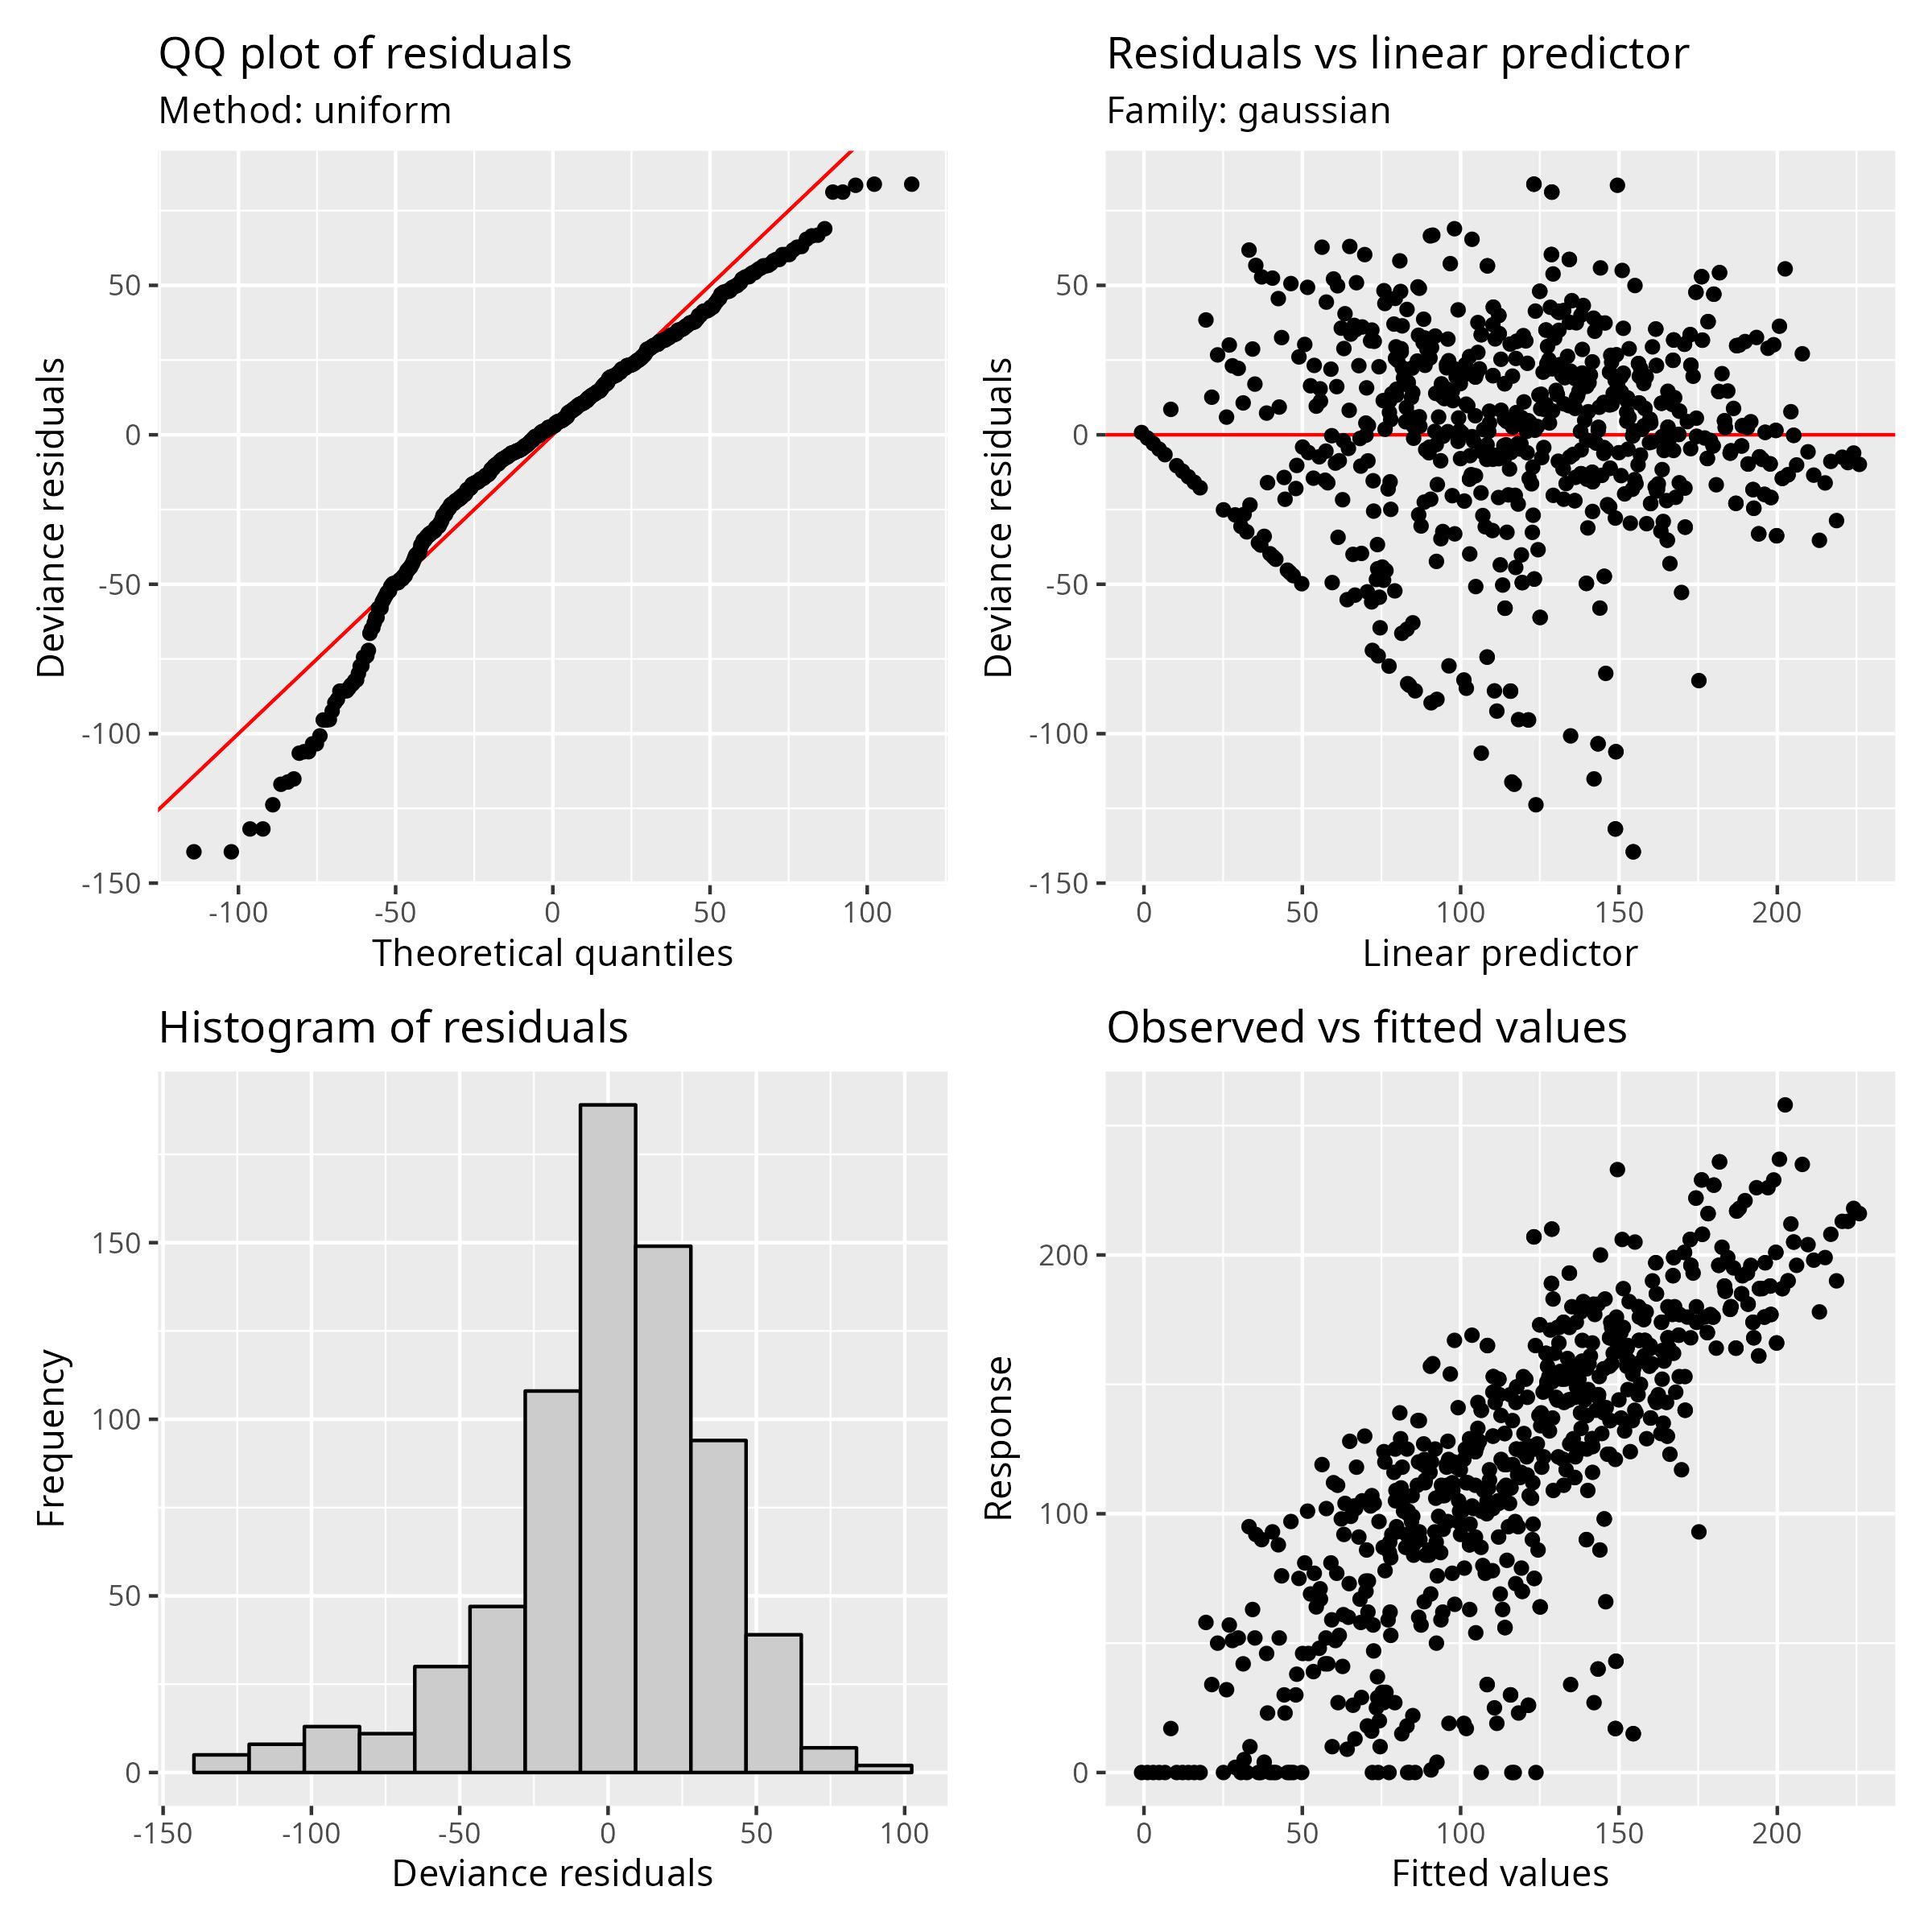 QQ plot of residuals
Method: uniform
Deviance residuals
50
0
-50
-100
-150
-100
-50
0
50
100
Theoretical quantiles
Residuals vs linear predictor
Family: gaussian
Deviance residuals
50
0
-50
-100
-150
0
50
100
150
200
Linear predictor
Histogram of residuals
Frequency
150
100
50
0
-150
-100
-50
0
50
100
Deviance residuals
Observed vs fitted values
Response
200
100
0
0
50
100
150
200
Fitted values